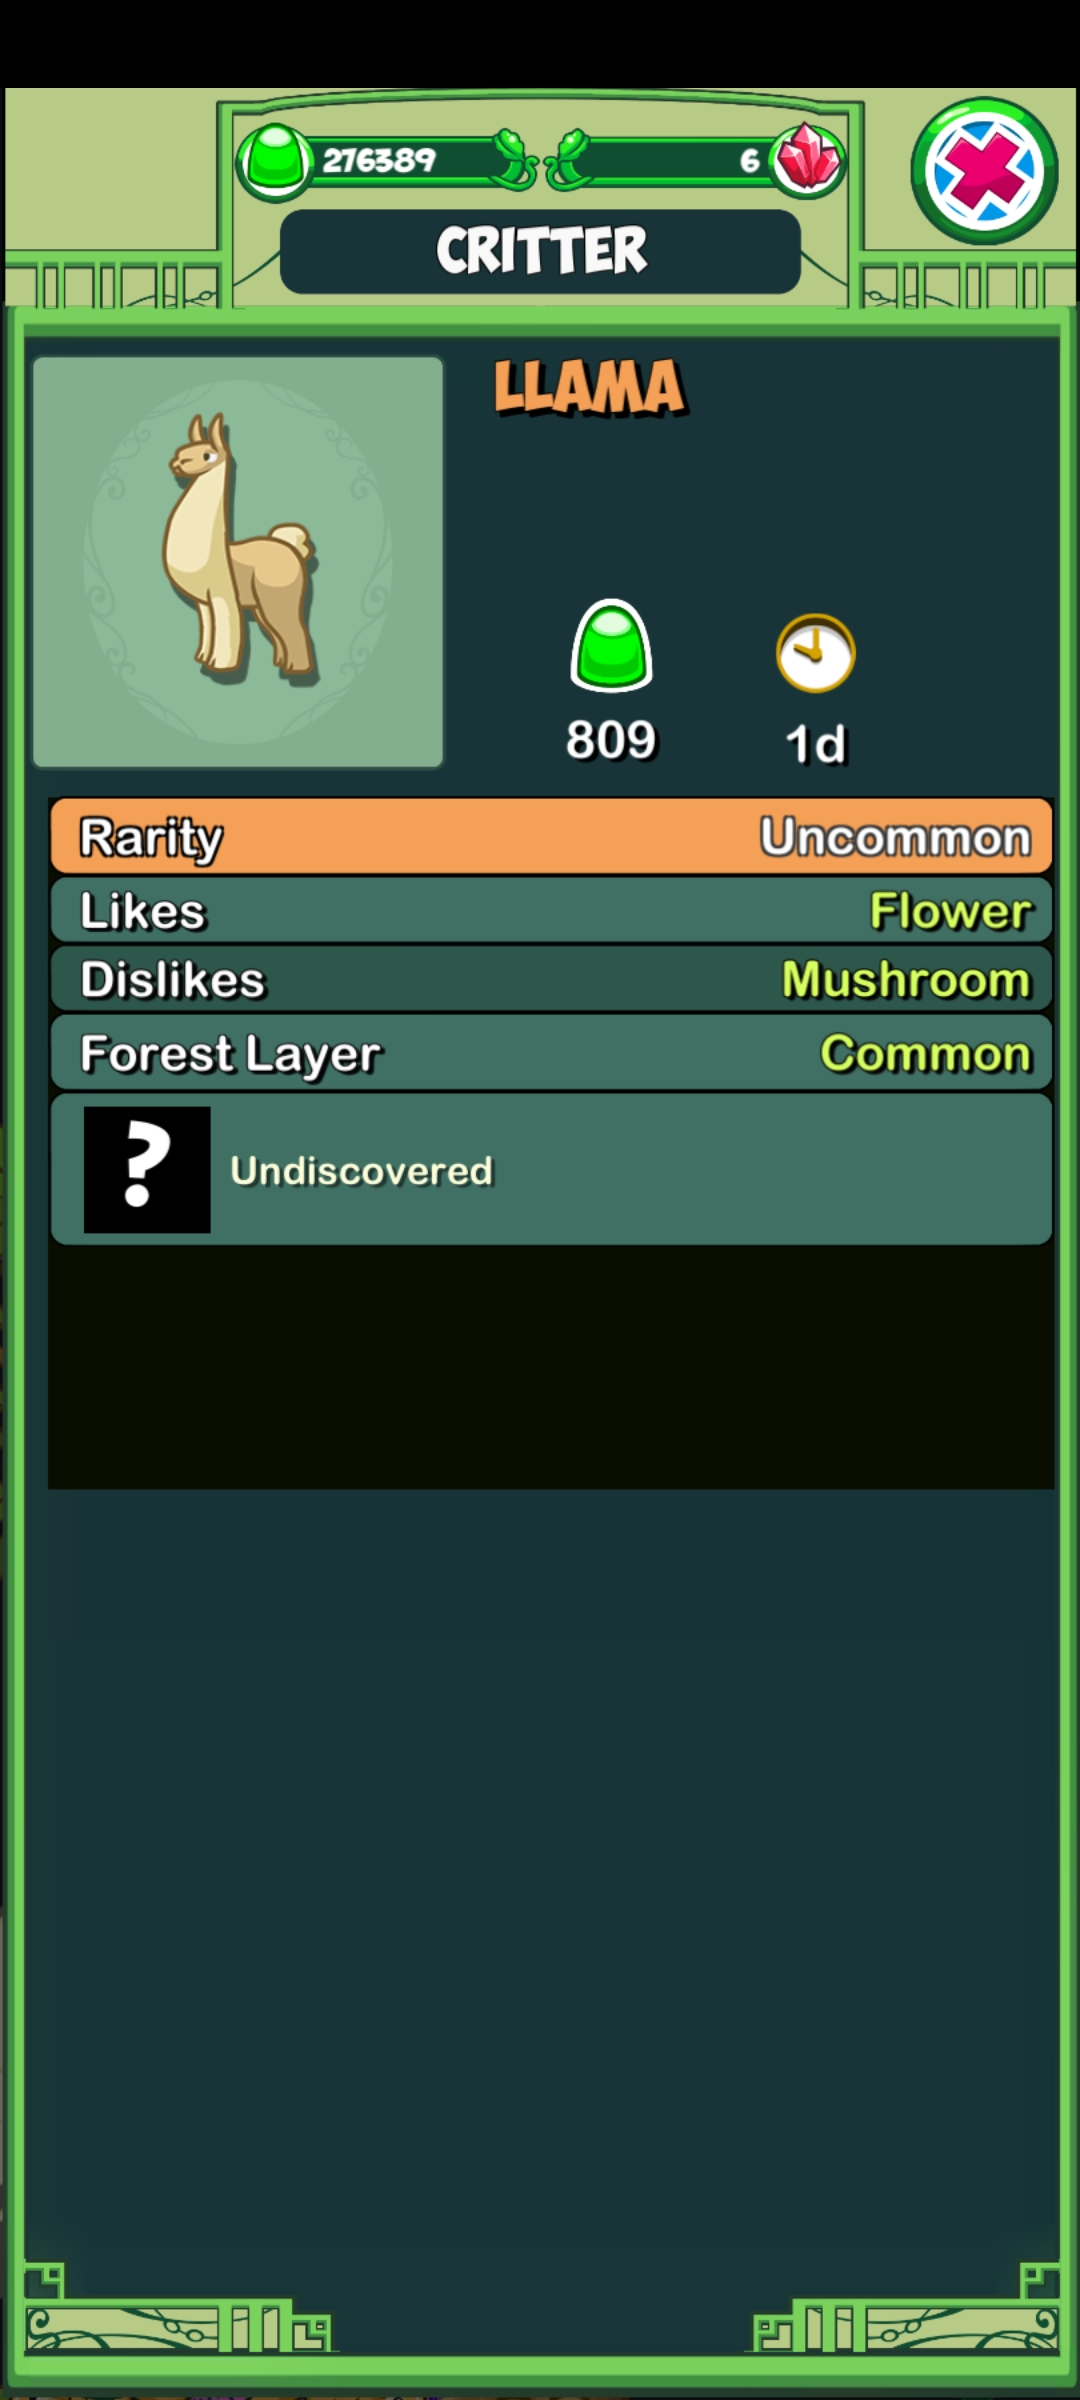 276389
6
CRITTER
LLAMA
809
1d
Rarity Uncommon
Likes Flower
Dislikes Mushroom
Forest Layer Common
? Undiscovered